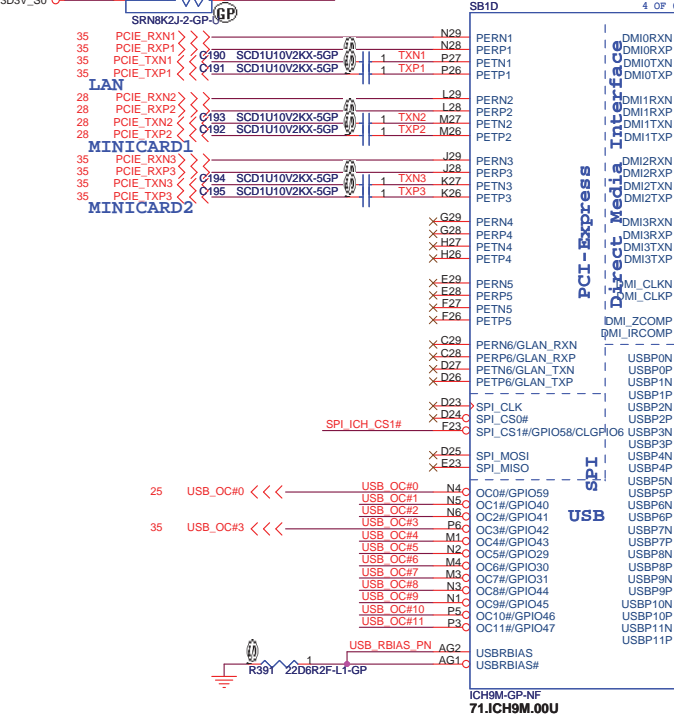 SRN8K2J-2-GP-U
GP
SB1D
4 OF
35 PCIE_RXN1 N29 PERN1 DMI0RXN
35 PCIE_RXP1 N28 PERP1 DMI0RXP
35 PCIE_TXN1 C190 SCD1U10V2KX-5GP 1 TXN1 P27 PETN1 DMI0TXN
35 PCIE_TXP1 C191 SCD1U10V2KX-5GP 1 TXP1 P26 PETP1 DMI0TXP
LAN
28 PCIE_RXN2 L29 PERN2 DMI1RXN
28 PCIE_RXP2 L28 PERP2 DMI1RXP
28 PCIE_TXN2 C193 SCD1U10V2KX-5GP 1 TXN2 M27 PETN2 DMI1TXN
28 PCIE_TXP2 C192 SCD1U10V2KX-5GP 1 TXP2 M26 PETP2 DMI1TXP
MINICARD1
35 PCIE_RXN3 J29 PERN3 DMI2RXN
35 PCIE_RXP3 J28 PERP3 DMI2RXP
35 PCIE_TXN3 C194 SCD1U10V2KX-5GP 1 TXN3 K27 PETN3 DMI2TXN
35 PCIE_TXP3 C195 SCD1U10V2KX-5GP 1 TXP3 K26 PETP3 DMI2TXP
MINICARD2
G29 PERN4 DMI3RXN
G28 PERP4 DMI3RXP
H27 PETN4 DMI3TXN
H26 PETP4 DMI3TXP
PCI-Express
Direct Media Interface
E29 PERN5 DMI_CLKN
E28 PERP5 DMI_CLKP
F27 PETN5
F26 PETP5 DMI_ZCOMP
DMI_IRCOMP
C29 PERN6/GLAN_RXN
C28 PERP6/GLAN_RXP USBP0N
D27 PETN6/GLAN_TXN USBP0P
D26 PETP6/GLAN_TXP USBP1N
USBP1P
D23 SPI_CLK USBP2N
D24 SPI_CS0# USBP2P
SPI_ICH_CS1# F23 SPI_CS1#/GPIO58/CLGPIO6 USBP3N
USBP3P
D25 SPI_MOSI USBP4N
E23 SPI_MISO USBP4P
SPI
USBP5N
25 USB_OC#0 USB_OC#0 N4 OC0#/GPIO59 USBP5P
USB_OC#1 N5 OC1#/GPIO40 USBP6N
USB_OC#2 N6 OC2#/GPIO41 USB USBP6P
35 USB_OC#3 USB_OC#3 P6 OC3#/GPIO42 USBP7N
USB_OC#4 M1 OC4#/GPIO43 USBP7P
USB_OC#5 N2 OC5#/GPIO29 USBP8N
USB_OC#6 M4 OC6#/GPIO30 USBP8P
USB_OC#7 M3 OC7#/GPIO31 USBP9N
USB_OC#8 N3 OC8#/GPIO44 USBP9P
USB_OC#9 N1 OC9#/GPIO45 USBP10N
USB_OC#10 P5 OC10#/GPIO46 USBP10P
USB_OC#11 P3 OC11#/GPIO47 USBP11N
USBP11P
USB_RBIAS_PN AG2 USBRBIAS
AG1 USBRBIAS#
R391 1 22D6R2F-L1-GP
ICH9M-GP-NF
71.ICH9M.00U